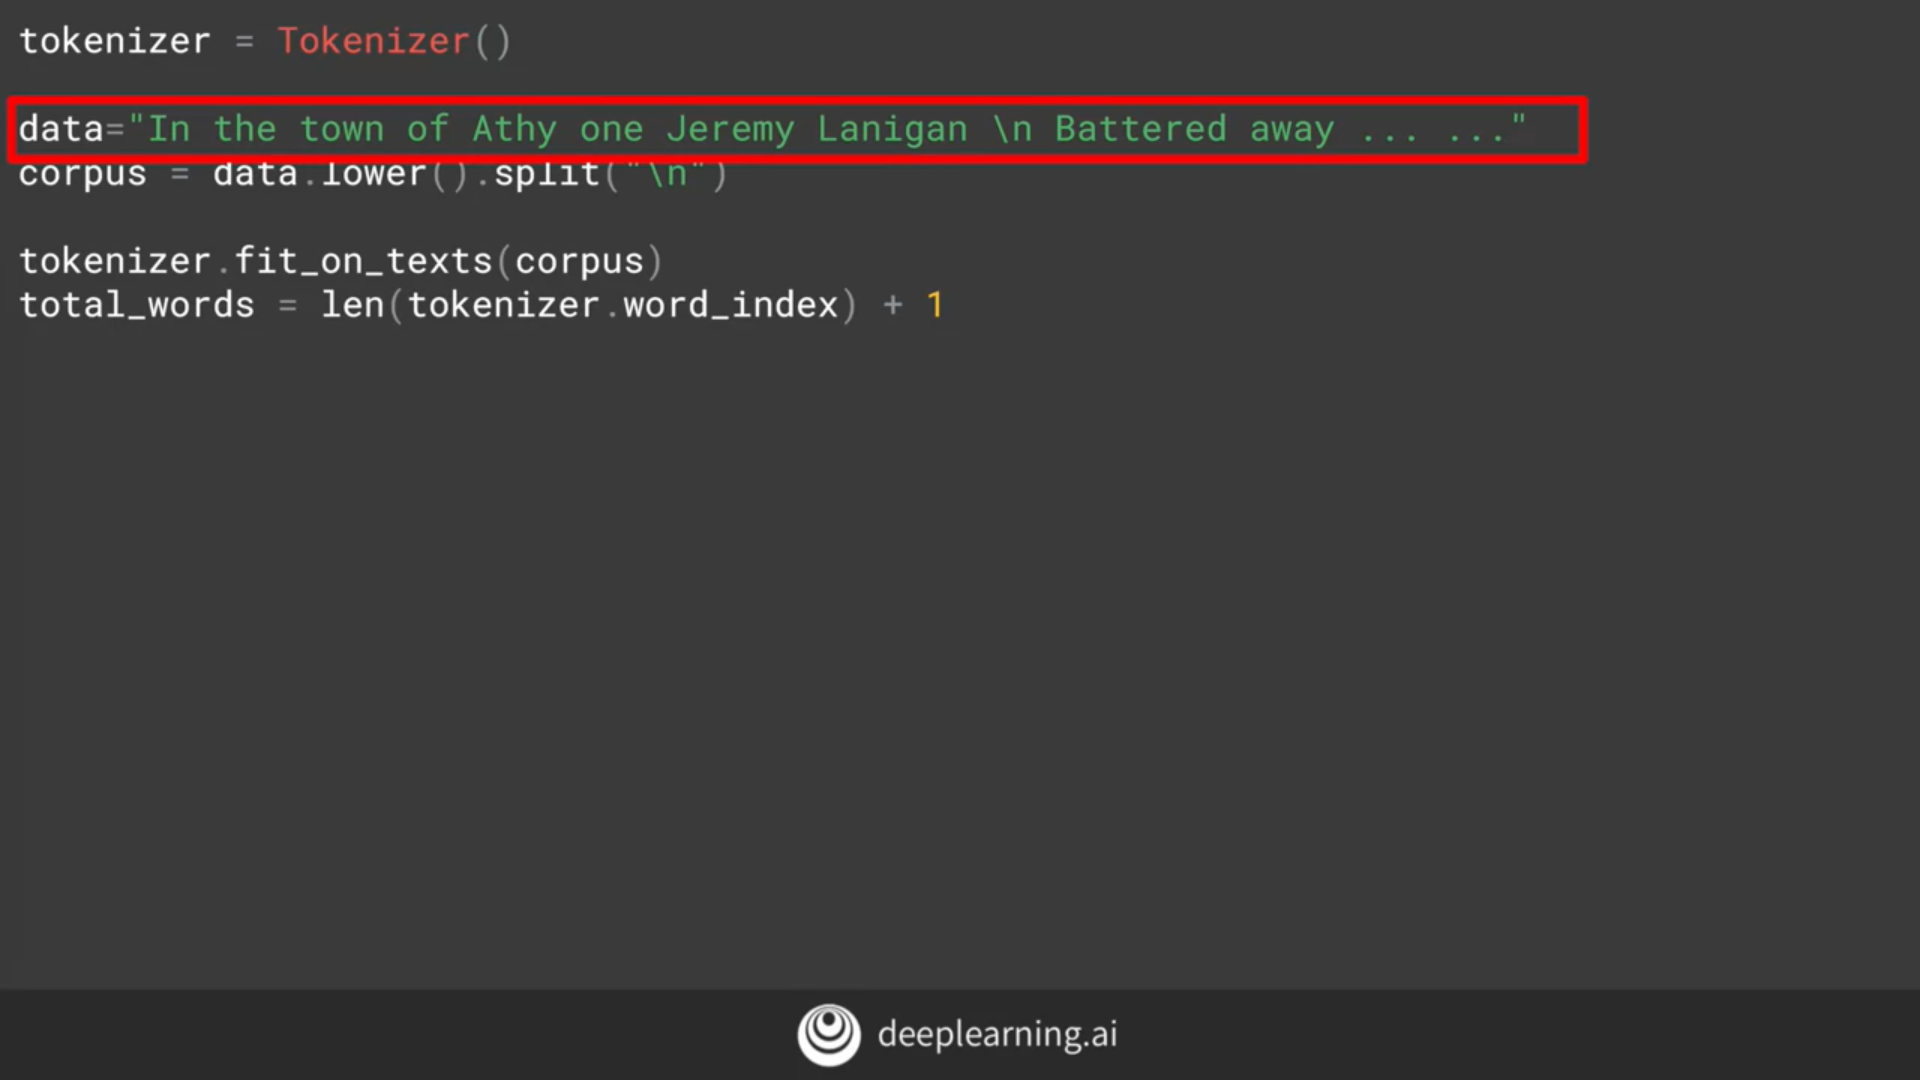 tokenizer = Tokenizer()
data="In the town of Athy one Jeremy Lanigan \n Battered away ... ..."
corpus = data.lower().split("\n")
tokenizer.fit_on_texts(corpus)
total_words = len(tokenizer.word_index) + 1
deeplearning.ai